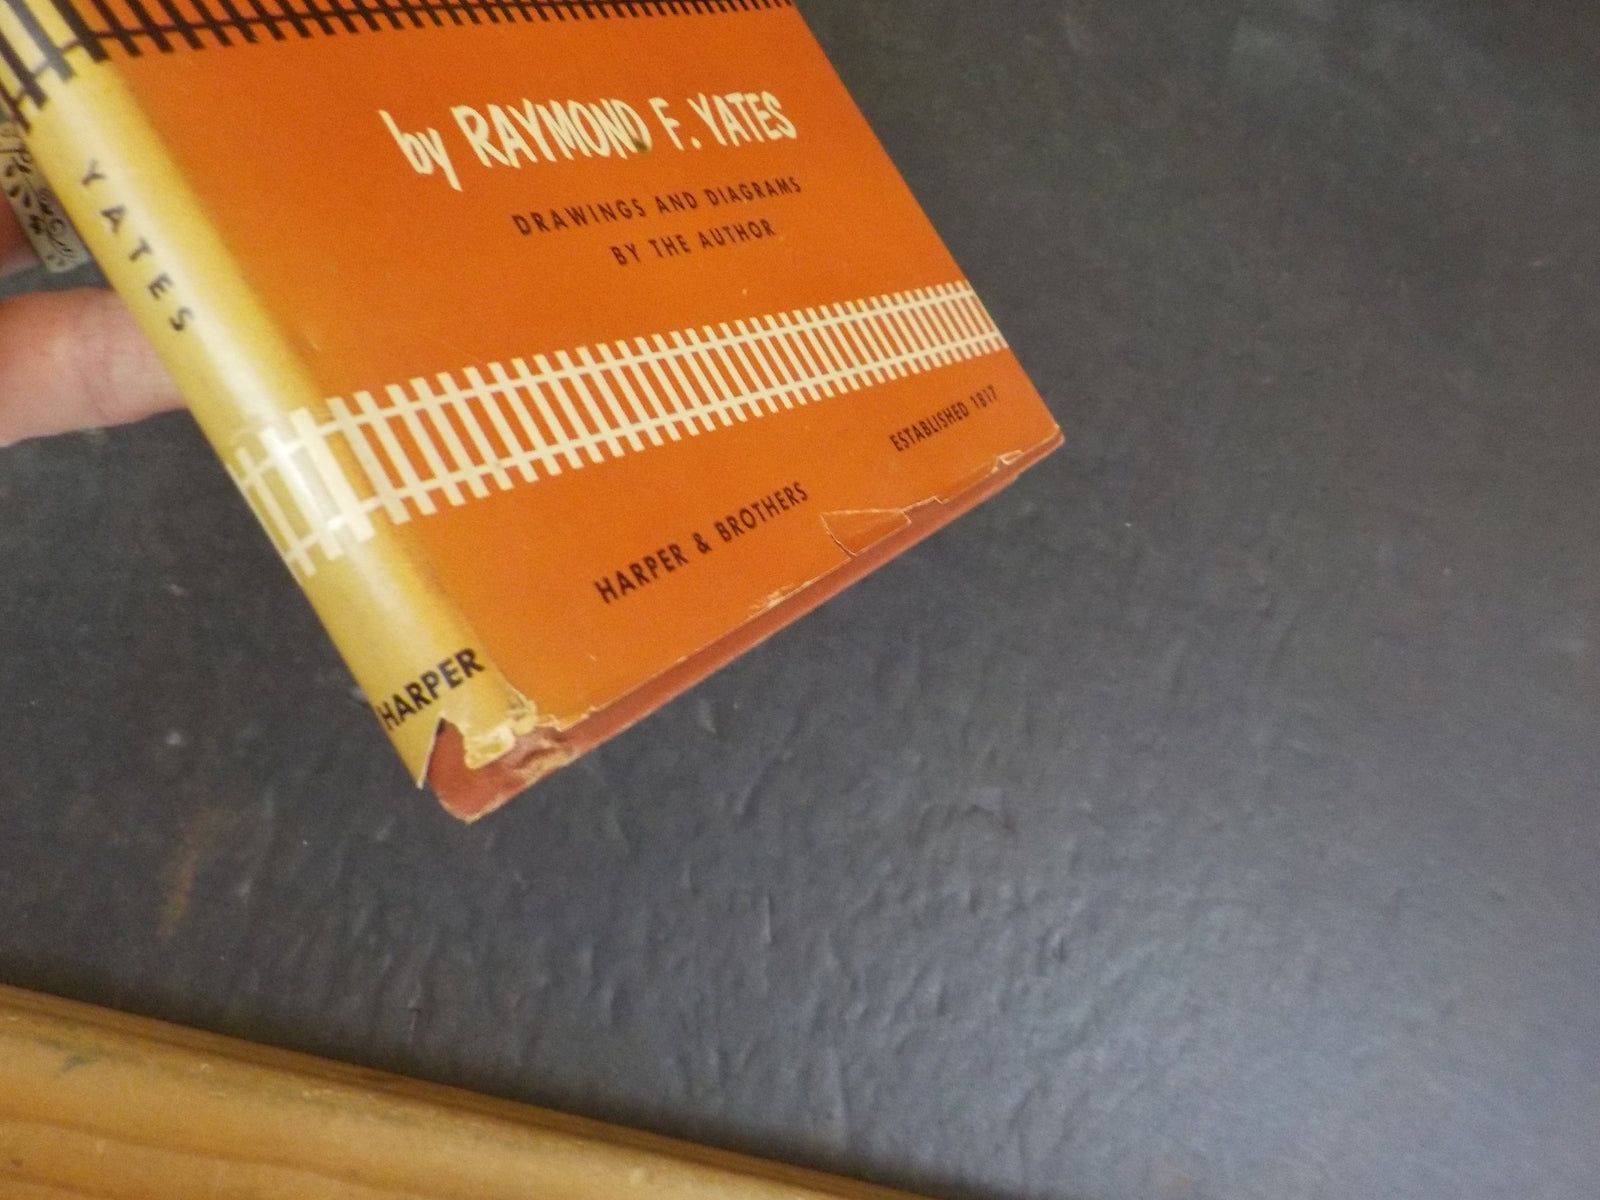 by RAYMOND F. YATES
DRAWINGS AND DIAGRAMS
BY THE AUTHOR
HARPER & BROTHERS
ESTABLISHED 1817
YATES
HARPER